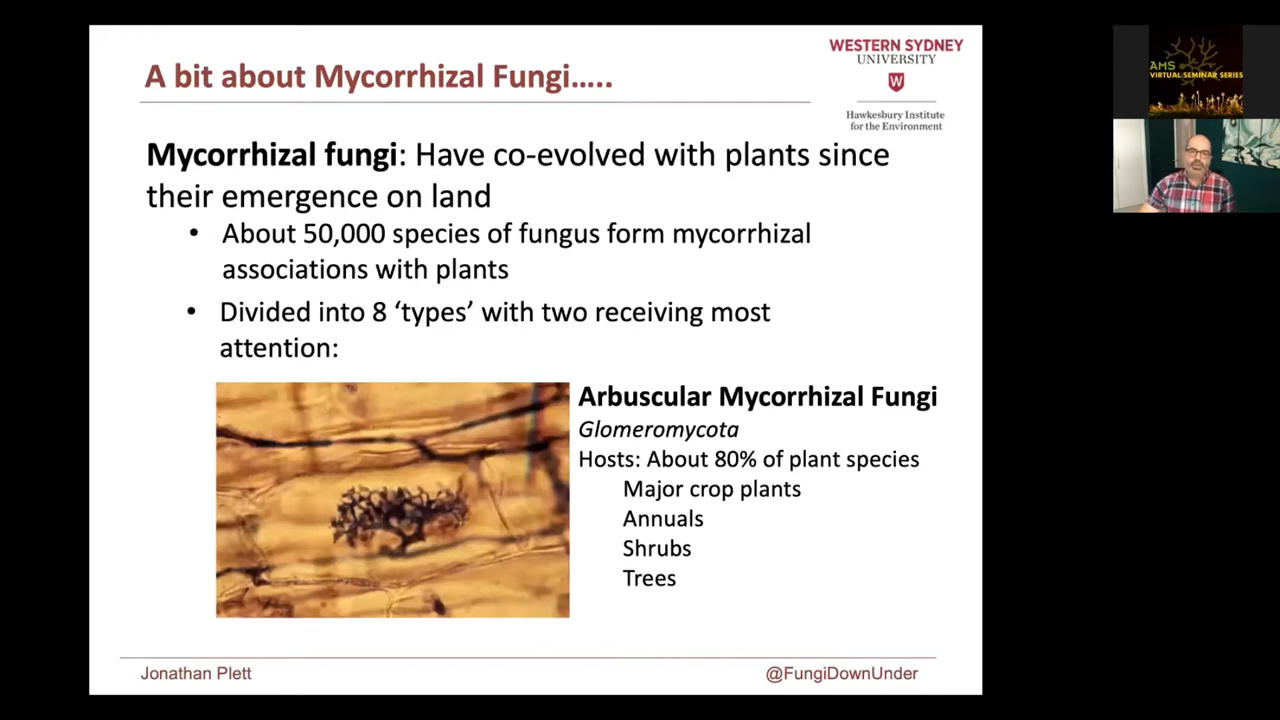 A bit about Mycorrhizal Fungi.....
WESTERN SYDNEY
UNIVERSITY
W
Hawkesbury Institute
for the Environment
Mycorrhizal fungi: Have co-evolved with plants since
their emergence on land
• About 50,000 species of fungus form mycorrhizal
associations with plants
• Divided into 8 ‘types’ with two receiving most
attention:
Arbuscular Mycorrhizal Fungi
Glomeromycota
Hosts: About 80% of plant species
Major crop plants
Annuals
Shrubs
Trees
Jonathan Plett
@FungiDownUnder
AMS
VIRTUAL SEMINAR SERIES